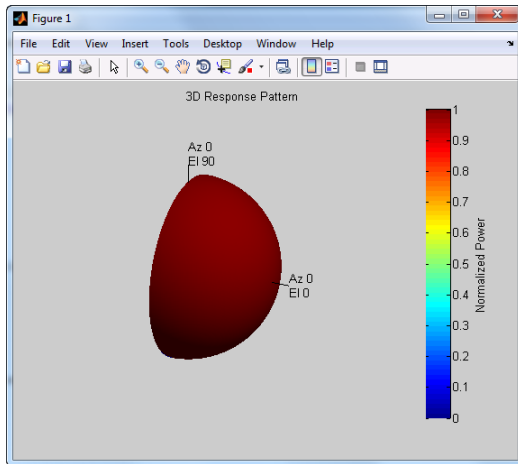 Figure 1
File Edit View Insert Tools Desktop Window Help
3D Response Pattern
Az 0
El 90
Az 0
El 0
1
0.9
0.8
0.7
0.6
0.5
0.4
0.3
0.2
0.1
0
Normalized Power